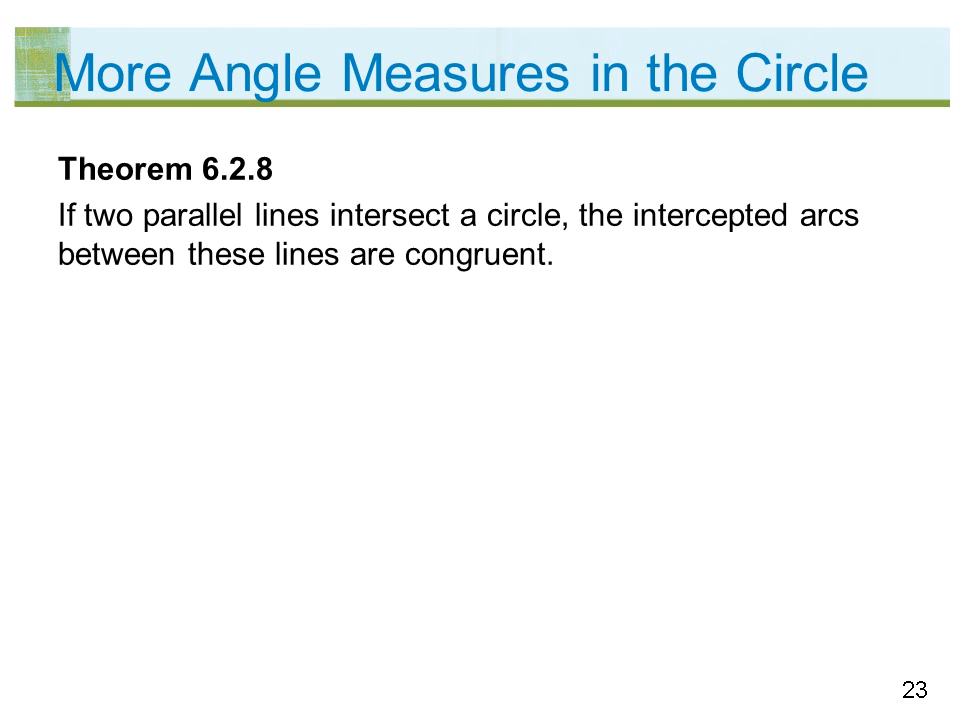 More Angle Measures in the Circle
Theorem 6.2.8
If two parallel lines intersect a circle, the intercepted arcs
between these lines are congruent.
23